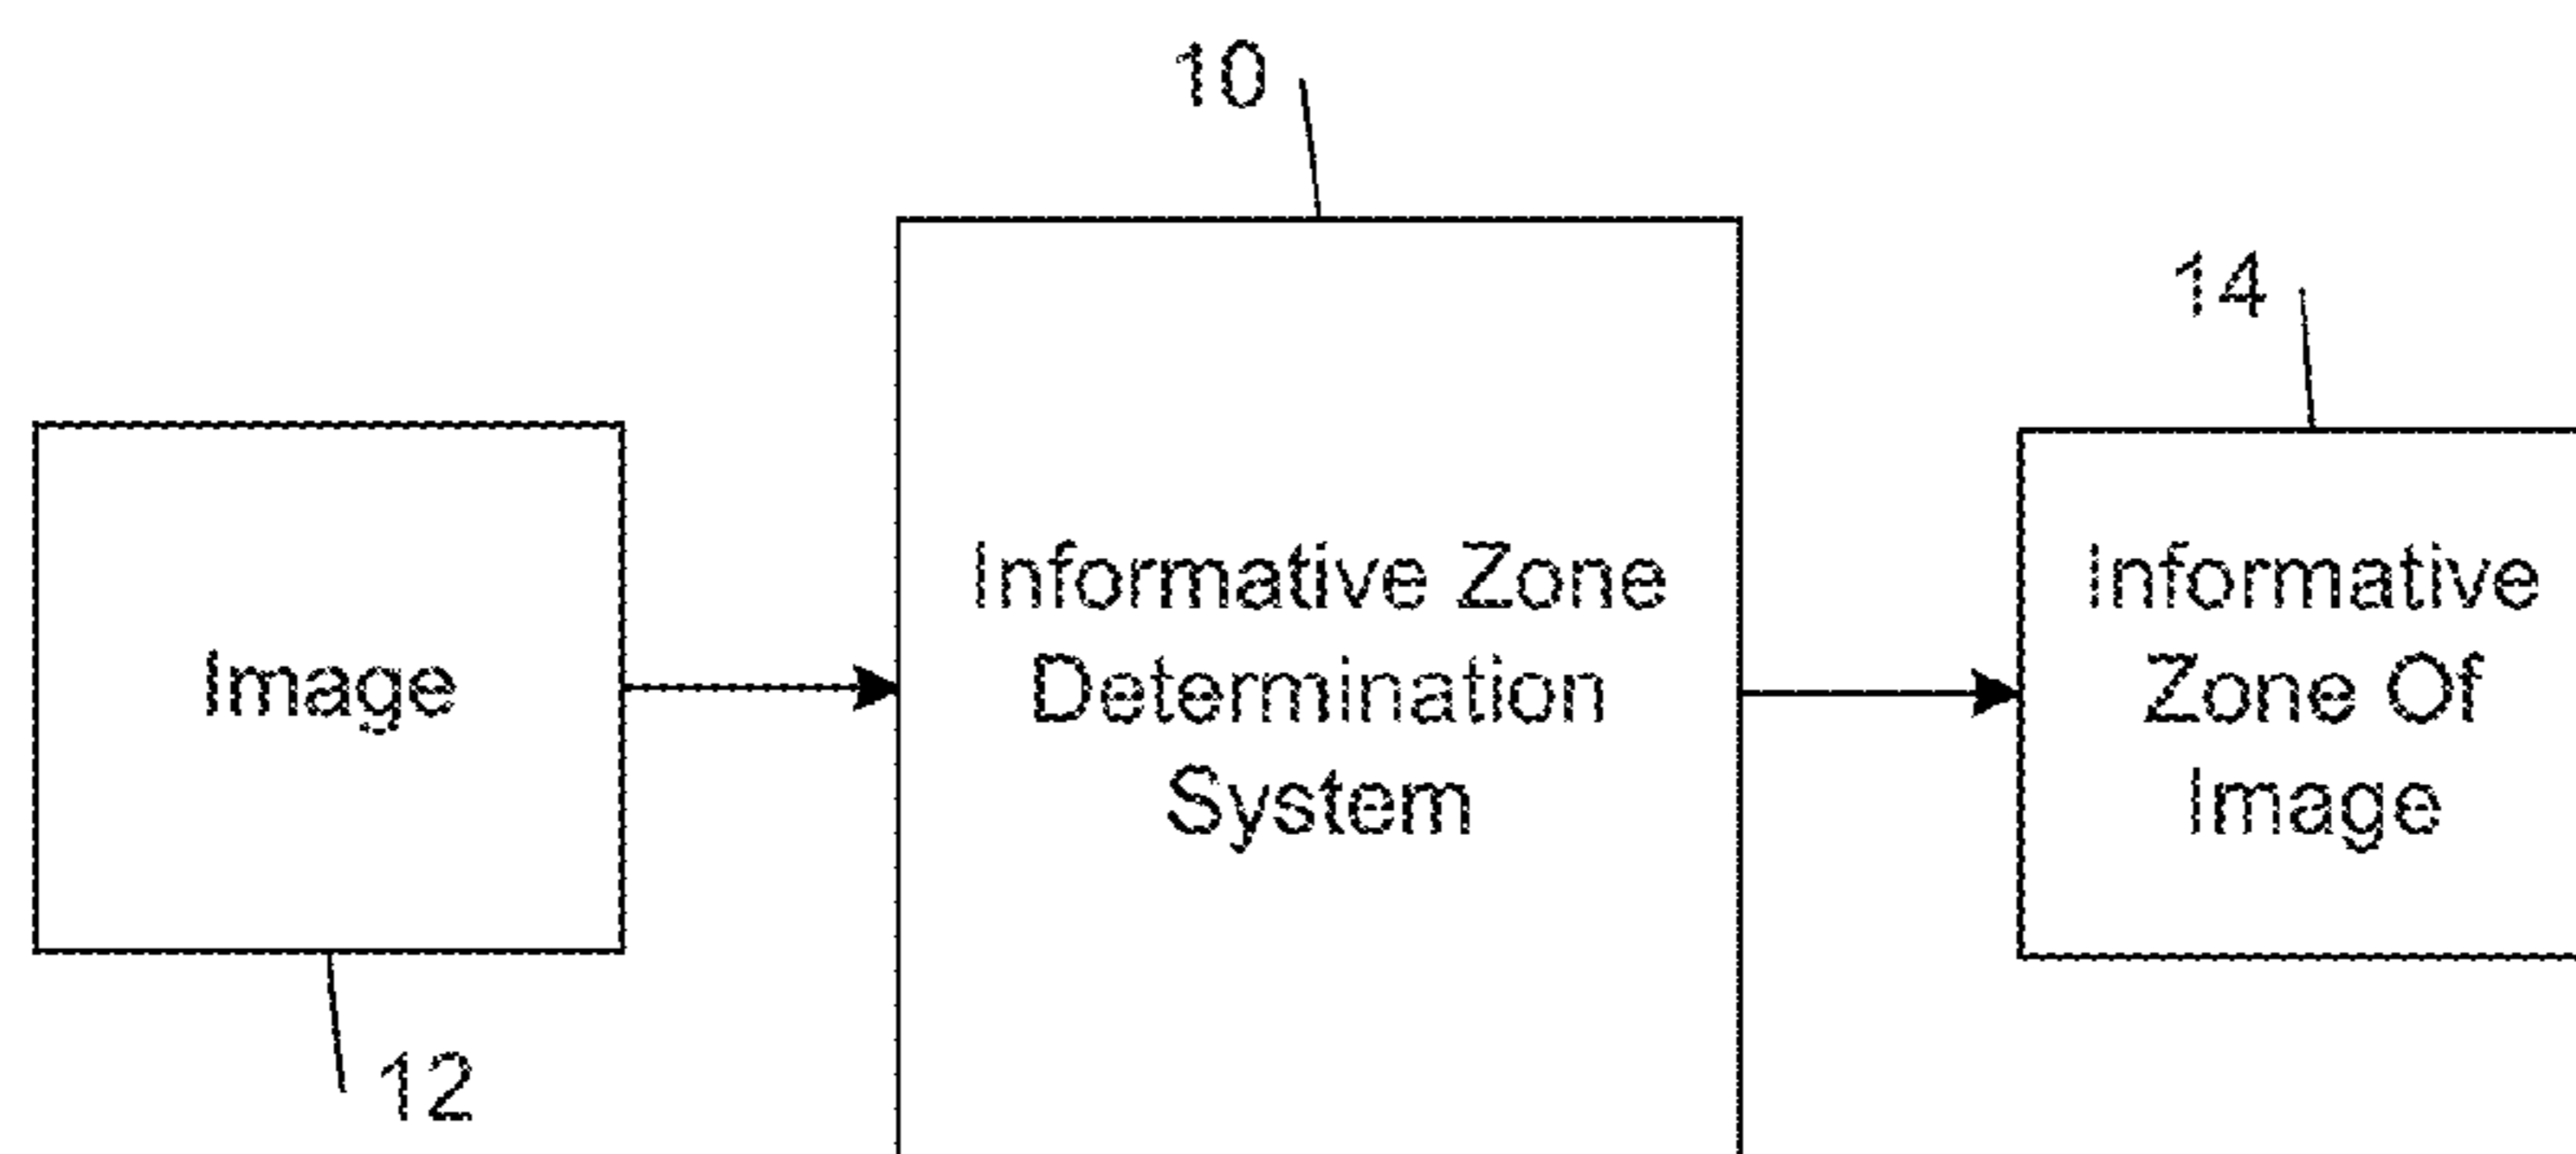 10
14
Image
Informative Zone
Determination
System
Informative
Zone Of
Image
12